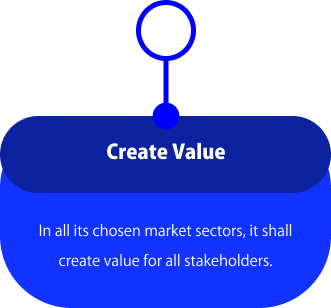 Create Value
In all its chosen market sectors, it shall
create value for all stakeholders.